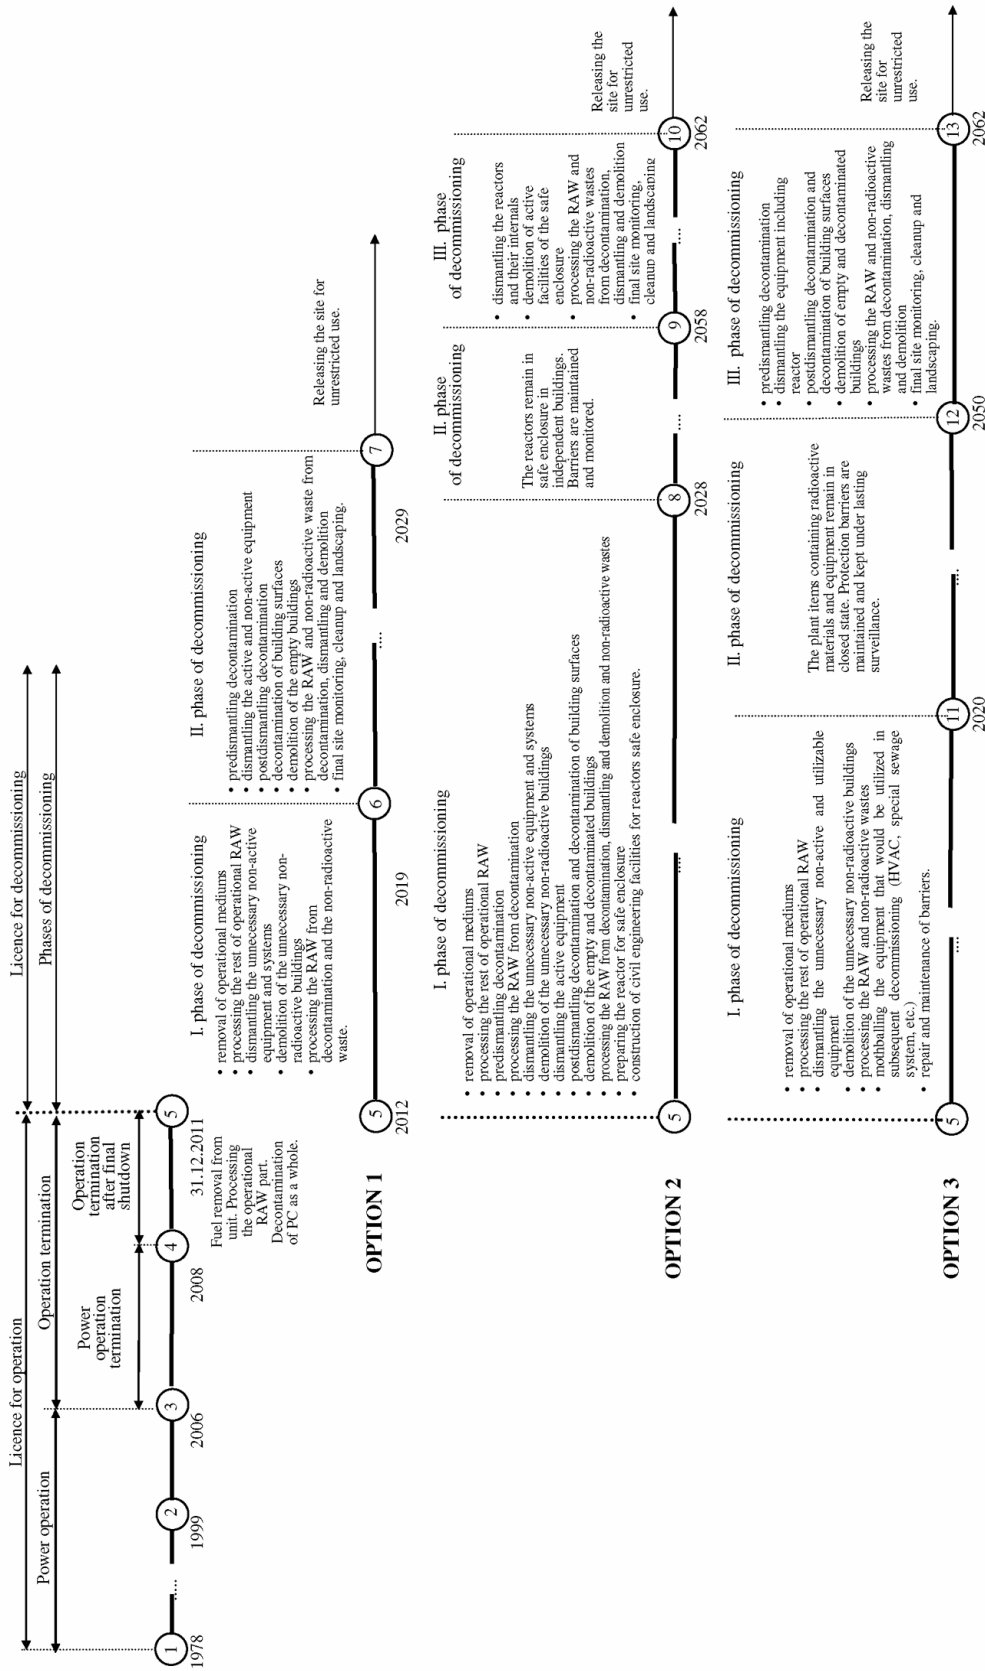 Licence for operation
Licence for decommissioning
Power operation
Operation termination
Phases of decommissioning
Power
operation
termination
Operation
termination
after final
shutdown
1
....
2
3
4
5
1978
1999
2006
2008
31.12.2011
Fuel removal from
unit. Processing
the operational
RAW part.
Decontamination
of PC as a whole.
I. phase of decommissioning
• removal of operational mediums
• processing the rest of operational RAW
• dismantling the unnecessary non-active
equipment and systems
• demolition of the unnecessary non-
radioactive buildings
• processing the RAW from
decontamination and the non-radioactive
waste.
II. phase of decommissioning
• predismantling decontamination
• dismantling the active and non-active equipment
• postdismantling decontamination
• decontamination of building surfaces
• demolition of the empty buildings
• processing the RAW and non-radioactive waste from
decontamination, dismantling and demolition
• final site monitoring, cleanup and landscaping.
Releasing the site for
unrestricted use.
OPTION 1
5
6
....
7
2012
2019
2029
I. phase of decommissioning
• removal of operational mediums
• processing the rest of operational RAW
• predismantling decontamination
• processing the RAW from decontamination
• dismantling the unnecessary non-active equipment and systems
• demolition of the unnecessary non-radioactive buildings
• dismantling the active equipment
• postdismantling decontamination and decontamination of building surfaces
• demolition of the empty and decontaminated buildings
• processing the RAW from decontamination, dismantling and demolition and non-radioactive wastes
• preparing the reactor for safe enclosure
• construction of civil engineering facilities for reactors safe enclosure.
II. phase
of decommissioning
The reactors remain in
safe enclosure in
independent buildings.
Barriers are maintained
and monitored.
III. phase
of decommissioning
• dismantling the reactors
and their internals
• demolition of active
facilities of the safe
enclosure
• processing the RAW and
non-radioactive wastes
from decontamination,
dismantling and demolition
• final site monitoring,
cleanup and landscaping
Releasing the
site for
unrestricted
use.
OPTION 2
5
....
8
....
9
....
10
2028
2058
2062
I. phase of decommissioning
• removal of operational mediums
• processing the rest of operational RAW
• dismantling the unnecessary non-active and utilizable
equipment
• demolition of the unnecessary non-radioactive buildings
• processing the RAW and non-radioactive wastes
• mothballing the equipment that would be utilized in
subsequent decommissioning (HVAC, special sewage
system, etc.)
• repair and maintenance of barriers.
II. phase of decommissioning
The plant items containing radioactive
materials and equipment remain in
closed state. Protection barriers are
maintained and kept under lasting
surveillance.
III. phase of decommissioning
• predismantling decontamination
• dismantling the equipment including
reactor
• postdismantling decontamination and
decontamination of building surfaces
• demolition of empty and decontaminated
buildings
• processing the RAW and non-radioactive
wastes from decontamination, dismantling
and demolition
• final site monitoring, cleanup and
landscaping.
Releasing the
site for
unrestricted
use.
OPTION 3
5
....
11
....
12
13
2020
2050
2062